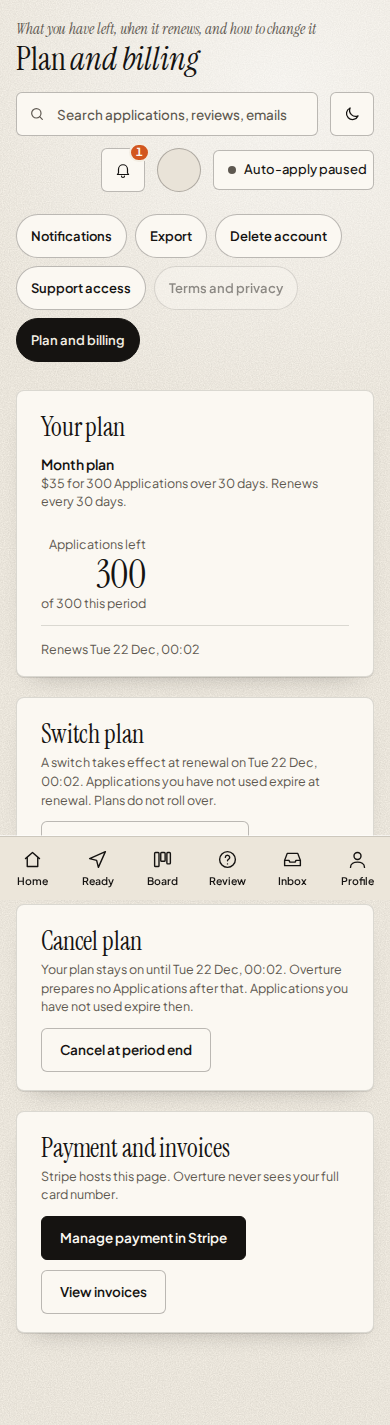 What you have left, when it renews, and how to change it
Plan and billing
Search applications, reviews, emails
1
Auto-apply paused
Notifications
Export
Delete account
Support access
Terms and privacy
Plan and billing
Your plan
Month plan
$35 for 300 Applications over 30 days. Renews
every 30 days.
Applications left
300
of 300 this period
Renews Tue 22 Dec, 00:02
Switch plan
A switch takes effect at renewal on Tue 22 Dec,
00:02. Applications you have not used expire at
renewal. Plans do not roll over.
Home
Ready
Board
Review
Inbox
Profile
Cancel plan
Your plan stays on until Tue 22 Dec, 00:02. Overture
prepares no Applications after that. Applications you
have not used expire then.
Cancel at period end
Payment and invoices
Stripe hosts this page. Overture never sees your full
card number.
Manage payment in Stripe
View invoices